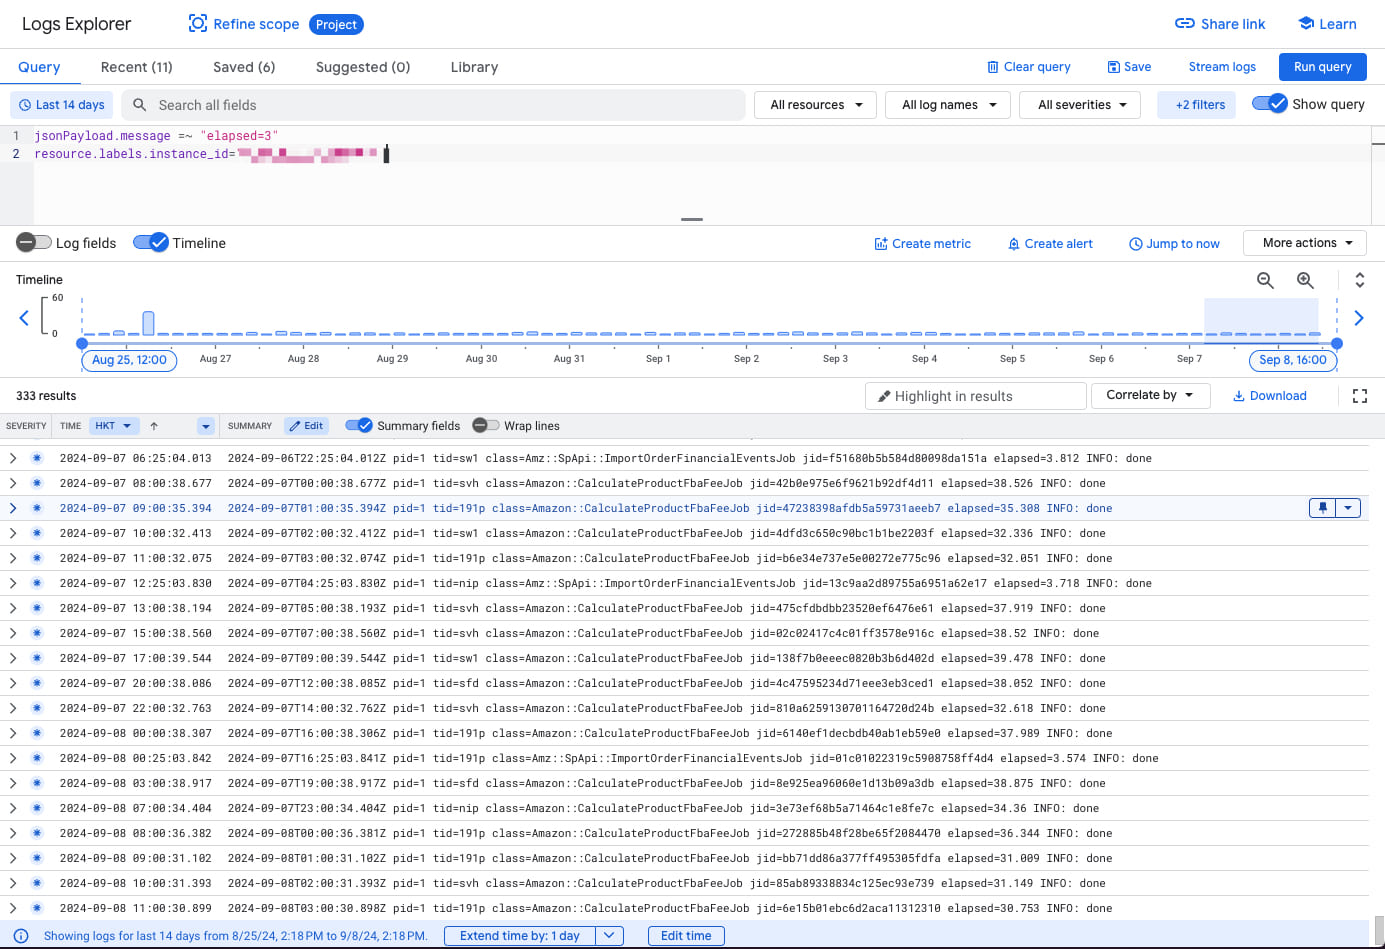 Logs Explorer Refine scope Project Share link Learn
Query Recent (11) Saved (6) Suggested (0) Library Clear query Save Stream logs Run query
Last 14 days Search all fields All resources All log names All severities +2 filters Show query
1 jsonPayload.message =~ "elapsed=3"
2 resource.labels.instance_id=
Log fields Timeline Create metric Create alert Jump to now More actions
Timeline
60
0
Aug 25, 12:00 Aug 27 Aug 28 Aug 29 Aug 30 Aug 31 Sep 1 Sep 2 Sep 3 Sep 4 Sep 5 Sep 6 Sep 7 Sep 8, 16:00
333 results Highlight in results Correlate by Download
SEVERITY TIME HKT SUMMARY Edit Summary fields Wrap lines
2024-09-07 06:25:04.013 2024-09-06T22:25:04.012Z pid=1 tid=sw1 class=Amz::SpApi::ImportOrderFinancialEventsJob jid=f51680b5b584d80098da151a elapsed=3.812 INFO: done
2024-09-07 08:00:38.677 2024-09-07T00:00:38.677Z pid=1 tid=svh class=Amazon::CalculateProductFbaFeeJob jid=42b0e975e6f9621b92df4d11 elapsed=38.526 INFO: done
2024-09-07 09:00:35.394 2024-09-07T01:00:35.394Z pid=1 tid=191p class=Amazon::CalculateProductFbaFeeJob jid=47238398afdb5a59731aeeb7 elapsed=35.308 INFO: done
2024-09-07 10:00:32.413 2024-09-07T02:00:32.412Z pid=1 tid=sw1 class=Amazon::CalculateProductFbaFeeJob jid=4dfd3c650c90bc1b1be2203f elapsed=32.336 INFO: done
2024-09-07 11:00:32.075 2024-09-07T03:00:32.074Z pid=1 tid=191p class=Amazon::CalculateProductFbaFeeJob jid=b6e34e737e5e00272e775c96 elapsed=32.051 INFO: done
2024-09-07 12:25:03.830 2024-09-07T04:25:03.830Z pid=1 tid=nip class=Amz::SpApi::ImportOrderFinancialEventsJob jid=13c9aa2d89755a6951a62e17 elapsed=3.718 INFO: done
2024-09-07 13:00:38.194 2024-09-07T05:00:38.193Z pid=1 tid=svh class=Amazon::CalculateProductFbaFeeJob jid=475cfdbdbb23520ef6476e61 elapsed=37.919 INFO: done
2024-09-07 15:00:38.560 2024-09-07T07:00:38.560Z pid=1 tid=svh class=Amazon::CalculateProductFbaFeeJob jid=02c02417c4c01ff3578e916c elapsed=38.52 INFO: done
2024-09-07 17:00:39.544 2024-09-07T09:00:39.544Z pid=1 tid=sw1 class=Amazon::CalculateProductFbaFeeJob jid=138f7b0eeec0820b3b6d402d elapsed=39.478 INFO: done
2024-09-07 20:00:38.086 2024-09-07T12:00:38.085Z pid=1 tid=sfd class=Amazon::CalculateProductFbaFeeJob jid=4c47595234d71eee3eb3ced1 elapsed=38.052 INFO: done
2024-09-07 22:00:32.763 2024-09-07T14:00:32.762Z pid=1 tid=svh class=Amazon::CalculateProductFbaFeeJob jid=810a6259130701164720d24b elapsed=32.618 INFO: done
2024-09-08 00:00:38.307 2024-09-07T16:00:38.306Z pid=1 tid=191p class=Amazon::CalculateProductFbaFeeJob jid=6140ef1decbdb40ab1eb59e0 elapsed=37.989 INFO: done
2024-09-08 00:25:03.842 2024-09-07T16:25:03.841Z pid=1 tid=191p class=Amz::SpApi::ImportOrderFinancialEventsJob jid=01c01022319c5908758ff4d4 elapsed=3.574 INFO: done
2024-09-08 03:00:38.917 2024-09-07T19:00:38.917Z pid=1 tid=sfd class=Amazon::CalculateProductFbaFeeJob jid=8e925ea96060e1d13b09a3db elapsed=38.875 INFO: done
2024-09-08 07:00:34.404 2024-09-07T23:00:34.404Z pid=1 tid=nip class=Amazon::CalculateProductFbaFeeJob jid=3e73ef68b5a71464c1e8fe7c elapsed=34.36 INFO: done
2024-09-08 08:00:36.382 2024-09-08T00:00:36.381Z pid=1 tid=191p class=Amazon::CalculateProductFbaFeeJob jid=272885b48f28be65f2084470 elapsed=36.344 INFO: done
2024-09-08 09:00:31.102 2024-09-08T01:00:31.102Z pid=1 tid=191p class=Amazon::CalculateProductFbaFeeJob jid=bb71dd86a377ff495305fdfa elapsed=31.009 INFO: done
2024-09-08 10:00:31.393 2024-09-08T02:00:31.393Z pid=1 tid=svh class=Amazon::CalculateProductFbaFeeJob jid=85ab89338834c125ec93e739 elapsed=31.149 INFO: done
2024-09-08 11:00:30.899 2024-09-08T03:00:30.898Z pid=1 tid=191p class=Amazon::CalculateProductFbaFeeJob jid=6e15b01ebc6d2aca11312310 elapsed=30.753 INFO: done
Showing logs for last 14 days from 8/25/24, 2:18 PM to 9/8/24, 2:18 PM. Extend time by: 1 day Edit time